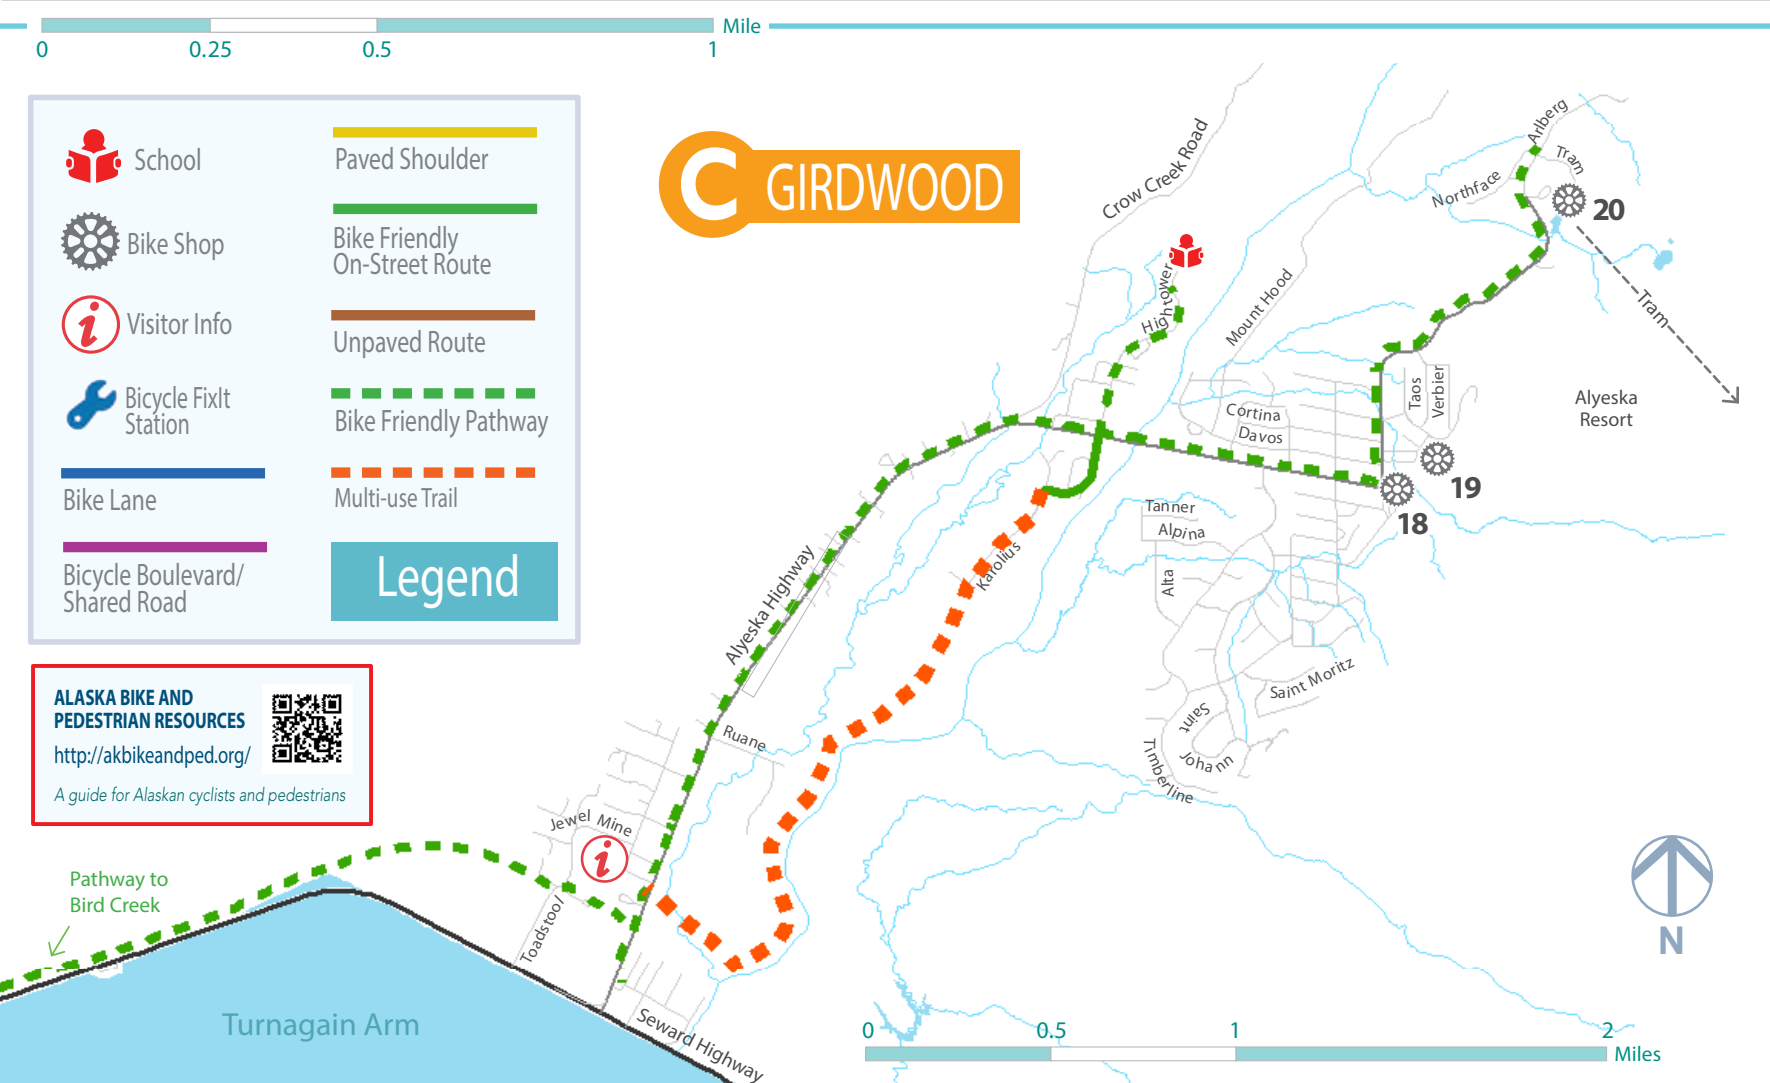 Mile
0 0.25 0.5 1
School
Bike Shop
Visitor Info
Bicycle FixIt
Station
Bike Lane
Bicycle Boulevard/
Shared Road
Paved Shoulder
Bike Friendly
On-Street Route
Unpaved Route
Bike Friendly Pathway
Multi-use Trail
Legend
C GIRDWOOD
ALASKA BIKE AND
PEDESTRIAN RESOURCES
http://akbikeandped.org/
A guide for Alaskan cyclists and pedestrians
Crow Creek Road
Arlberg
Tram
Northface
20
Hightower
Mount Hood
Tram
Taos
Verbier
Alyeska
Resort
Cortina
Davos
19
18
Tanner
Alpina
Alta
Karolius
Alyeska Highway
Saint Moritz
Saint
Johann
Timberline
Ruane
Jewel Mine
Pathway to
Bird Creek
Toadstool
Turnagain Arm
Seward Highway
N
0 0.5 1 2
Miles